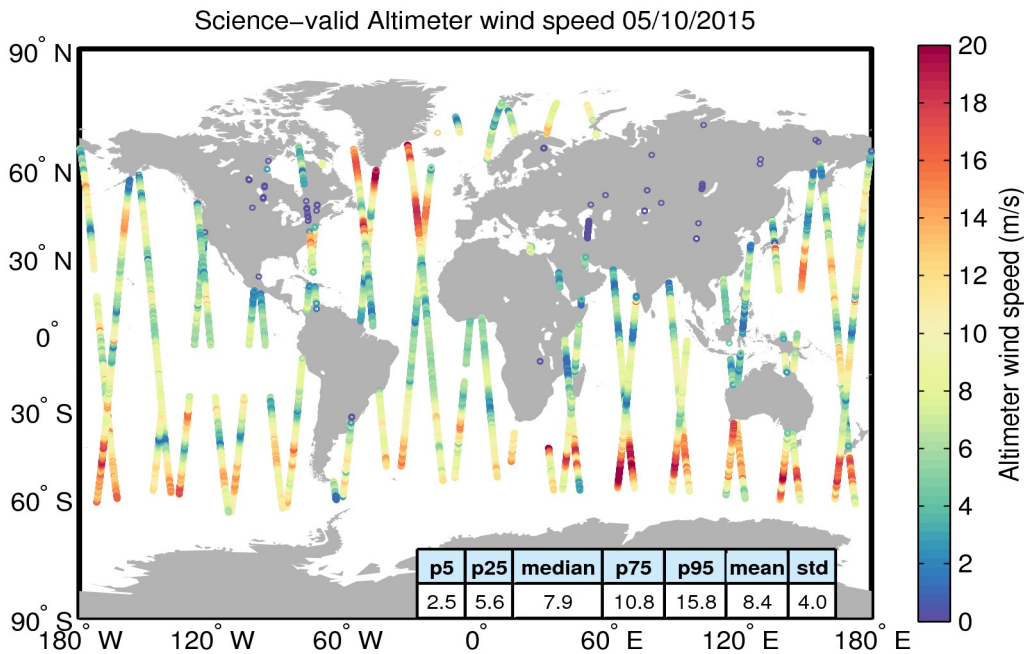 Science−valid Altimeter wind speed 05/10/2015
90° N
60° N
30° N
0°
30° S
60° S
90° S
180° W
120° W
60° W
0°
60° E
120° E
180° E
p5 p25 median p75 p95 mean std
2.5 5.6 7.9 10.8 15.8 8.4 4.0
20
18
16
14
12
10
8
6
4
2
0
Altimeter wind speed (m/s)